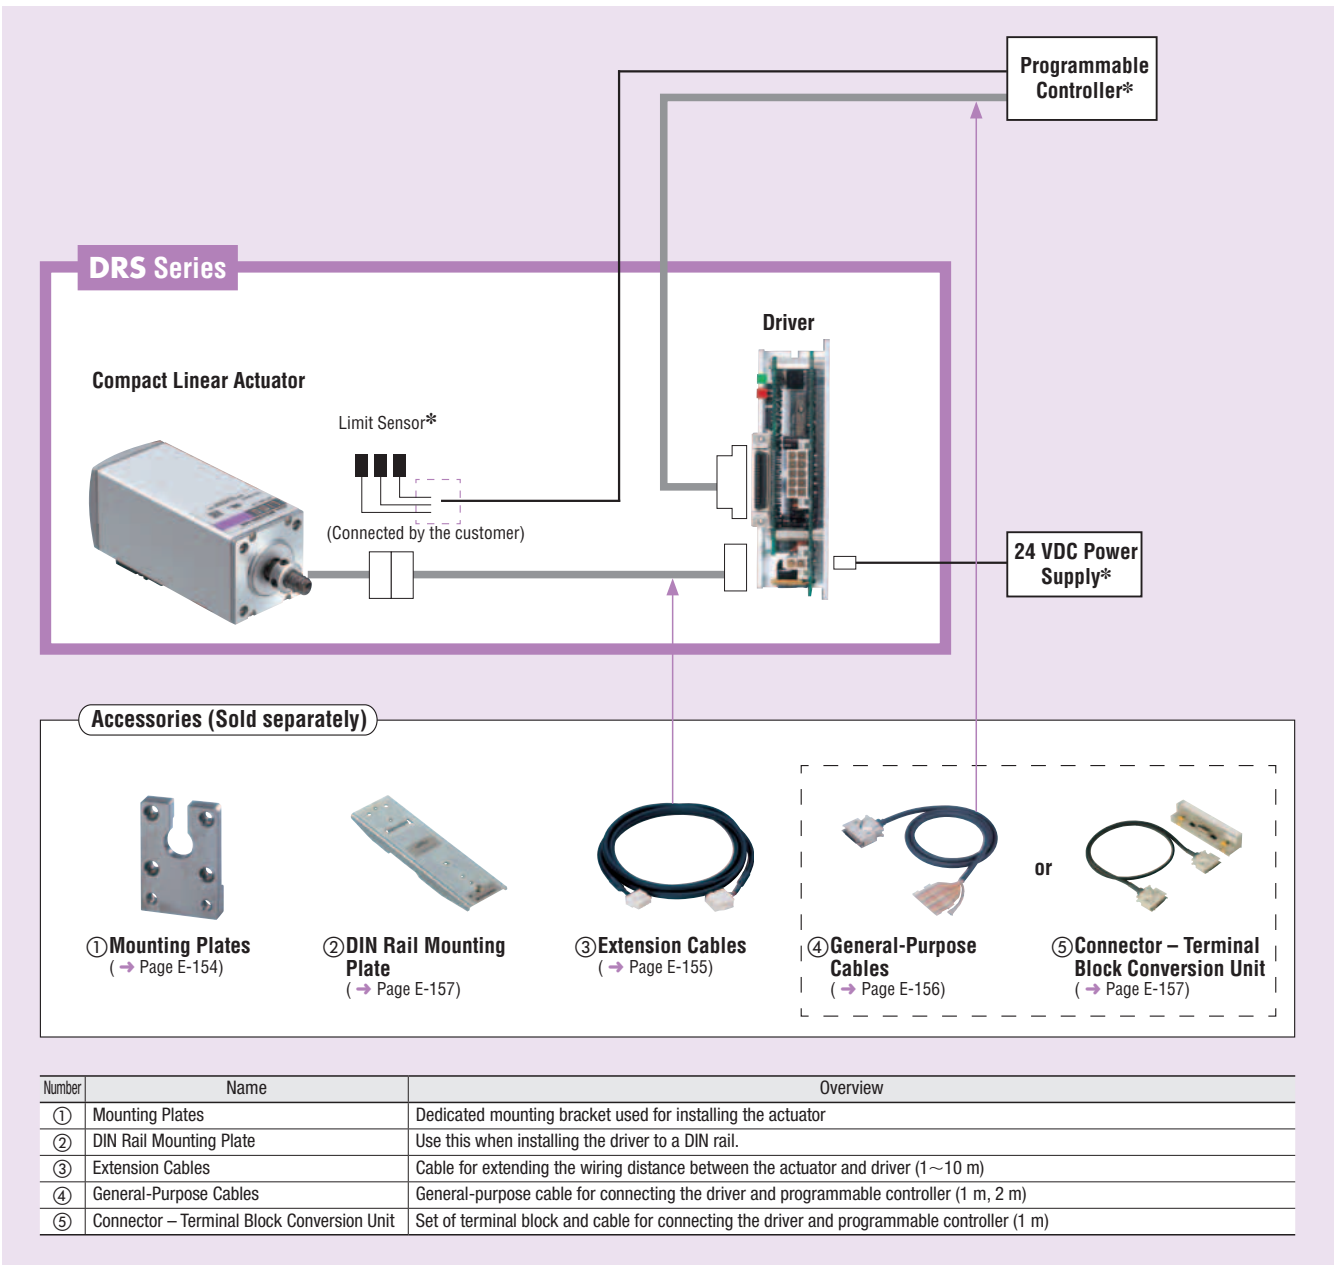 Programmable
Controller*
DRS Series
Driver
Compact Linear Actuator
Limit Sensor*
(Connected by the customer)
24 VDC Power
Supply*
Accessories (Sold separately)
or
①Mounting Plates
( → Page E-154)
②DIN Rail Mounting
Plate
( → Page E-157)
③Extension Cables
( → Page E-155)
④General-Purpose
Cables
( → Page E-156)
⑤Connector – Terminal
Block Conversion Unit
( → Page E-157)
Number Name Overview
① Mounting Plates Dedicated mounting bracket used for installing the actuator
② DIN Rail Mounting Plate Use this when installing the driver to a DIN rail.
③ Extension Cables Cable for extending the wiring distance between the actuator and driver (1～10 m)
④ General-Purpose Cables General-purpose cable for connecting the driver and programmable controller (1 m, 2 m)
⑤ Connector – Terminal Block Conversion Unit Set of terminal block and cable for connecting the driver and programmable controller (1 m)